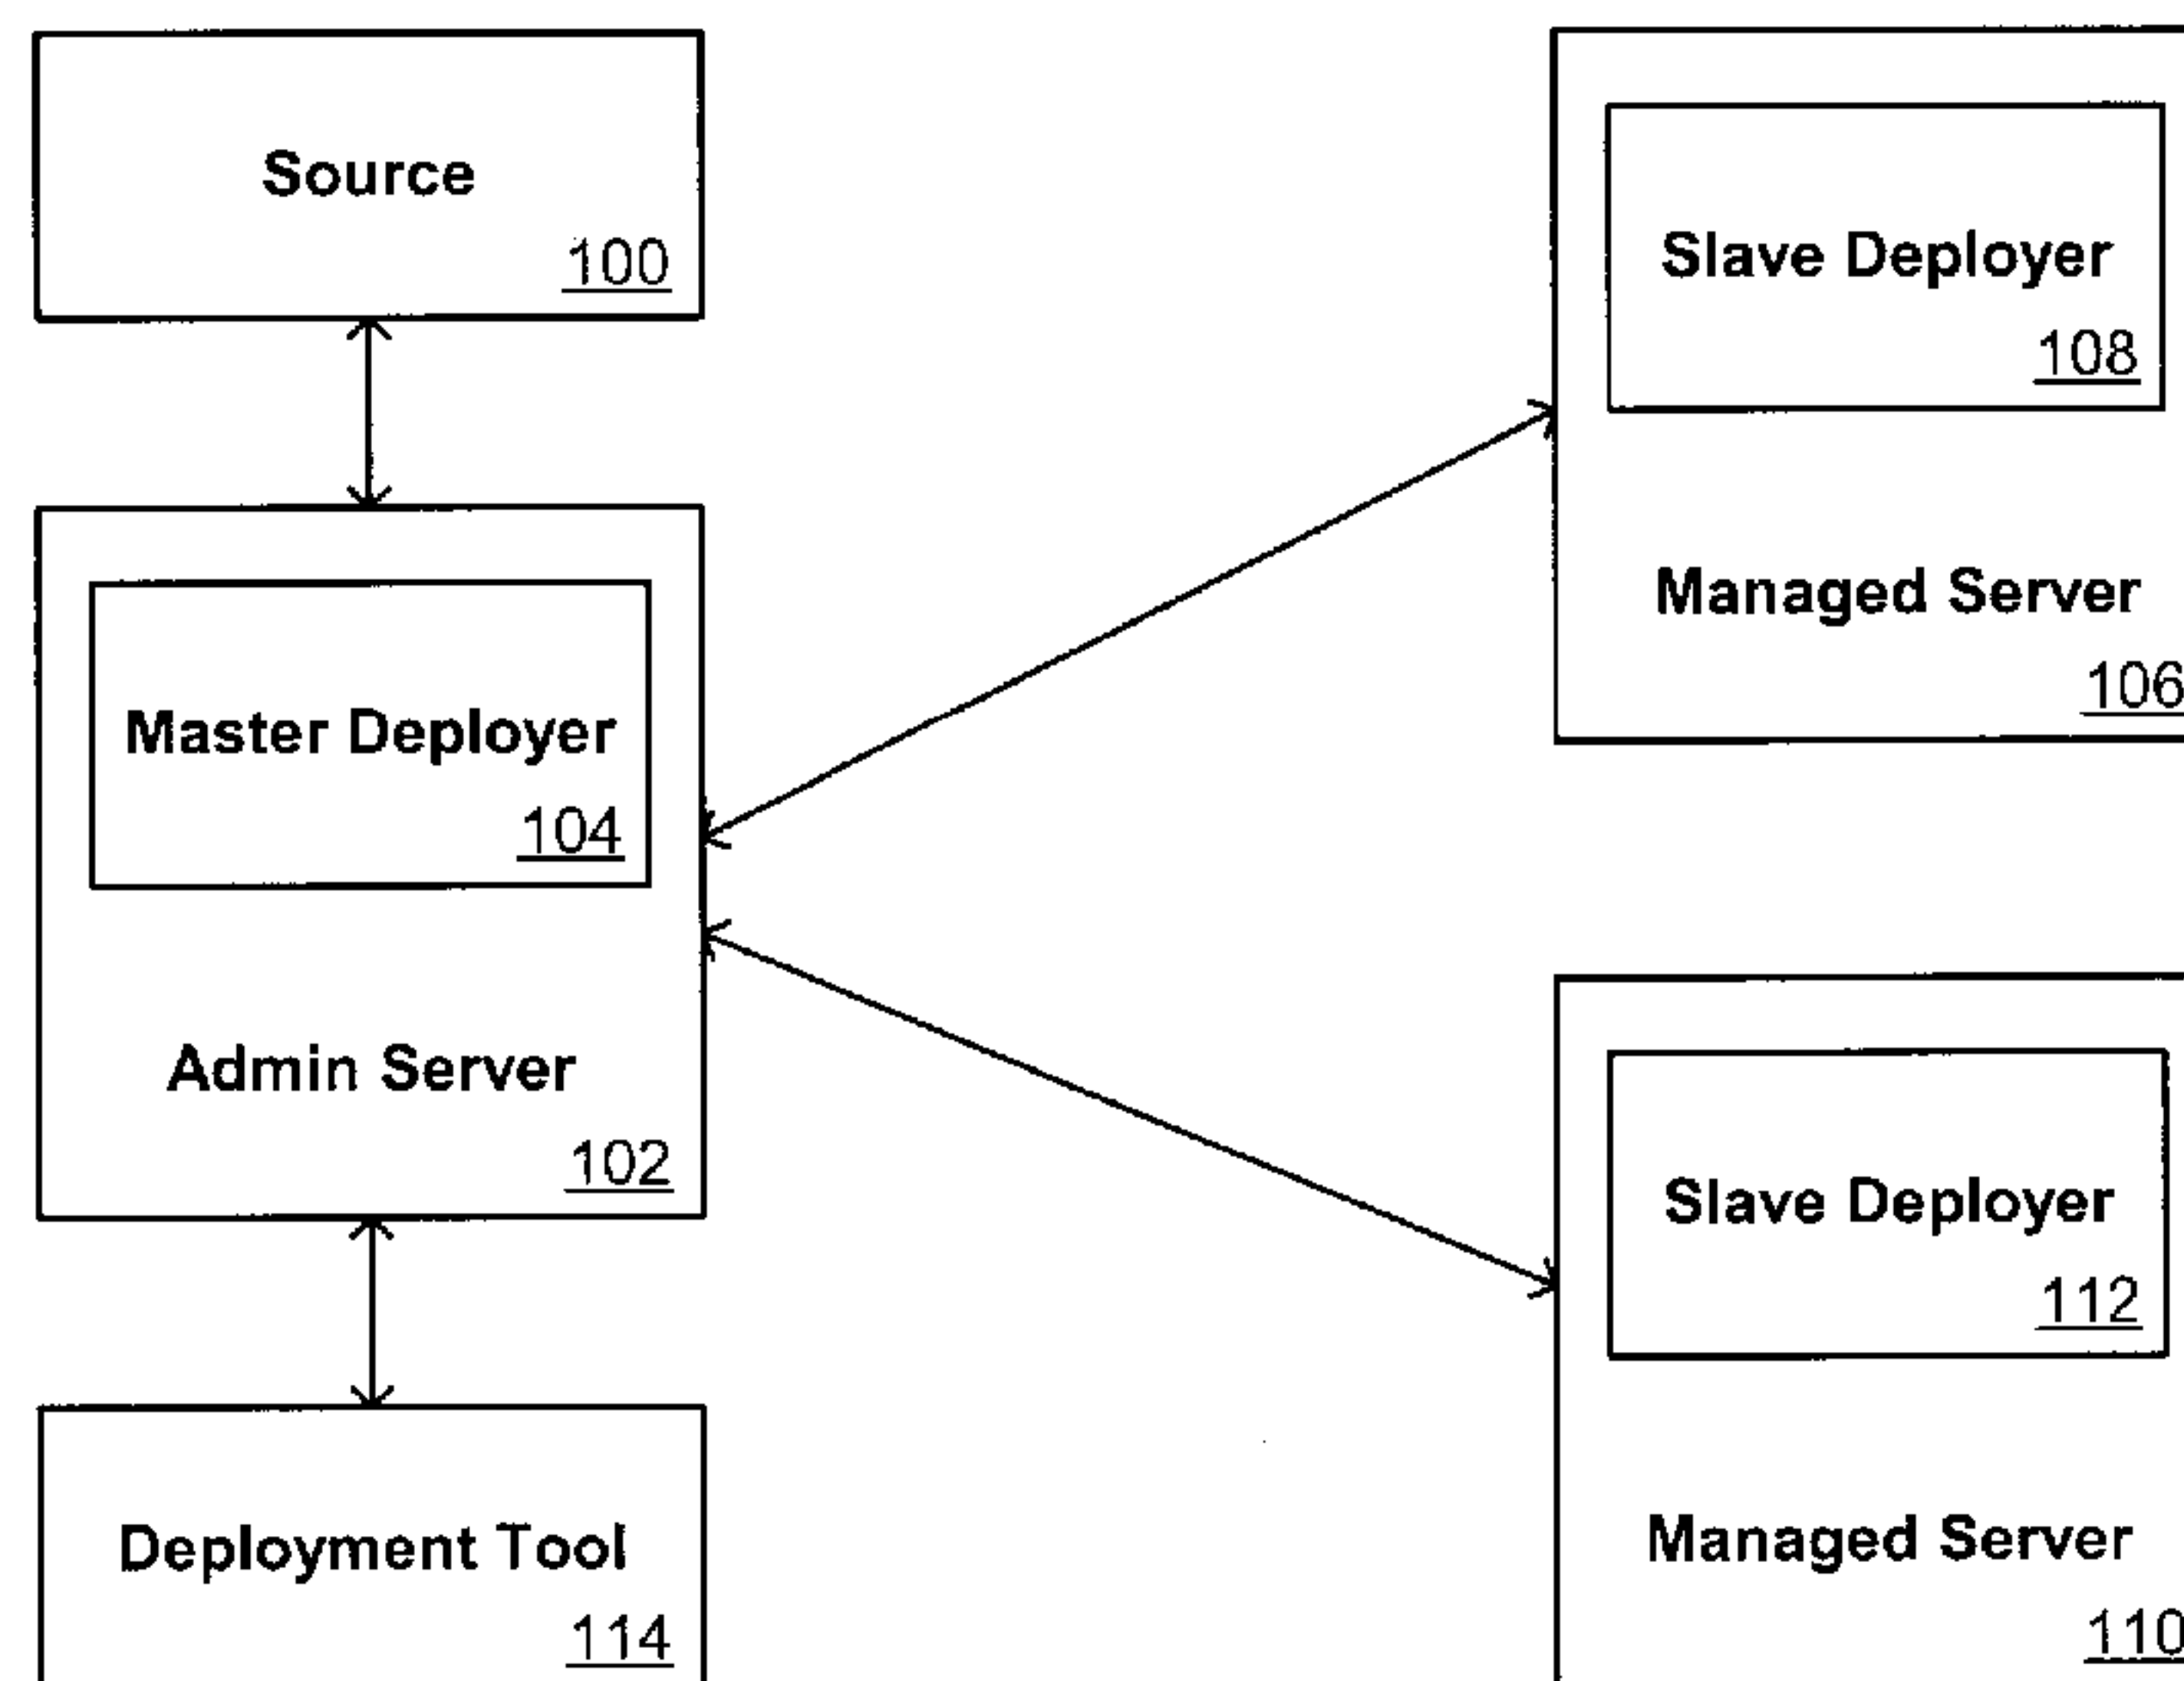 Source
100
Master Deployer
104
Admin Server
102
Deployment Tool
114
Slave Deployer
108
Managed Server
106
Slave Deployer
112
Managed Server
110